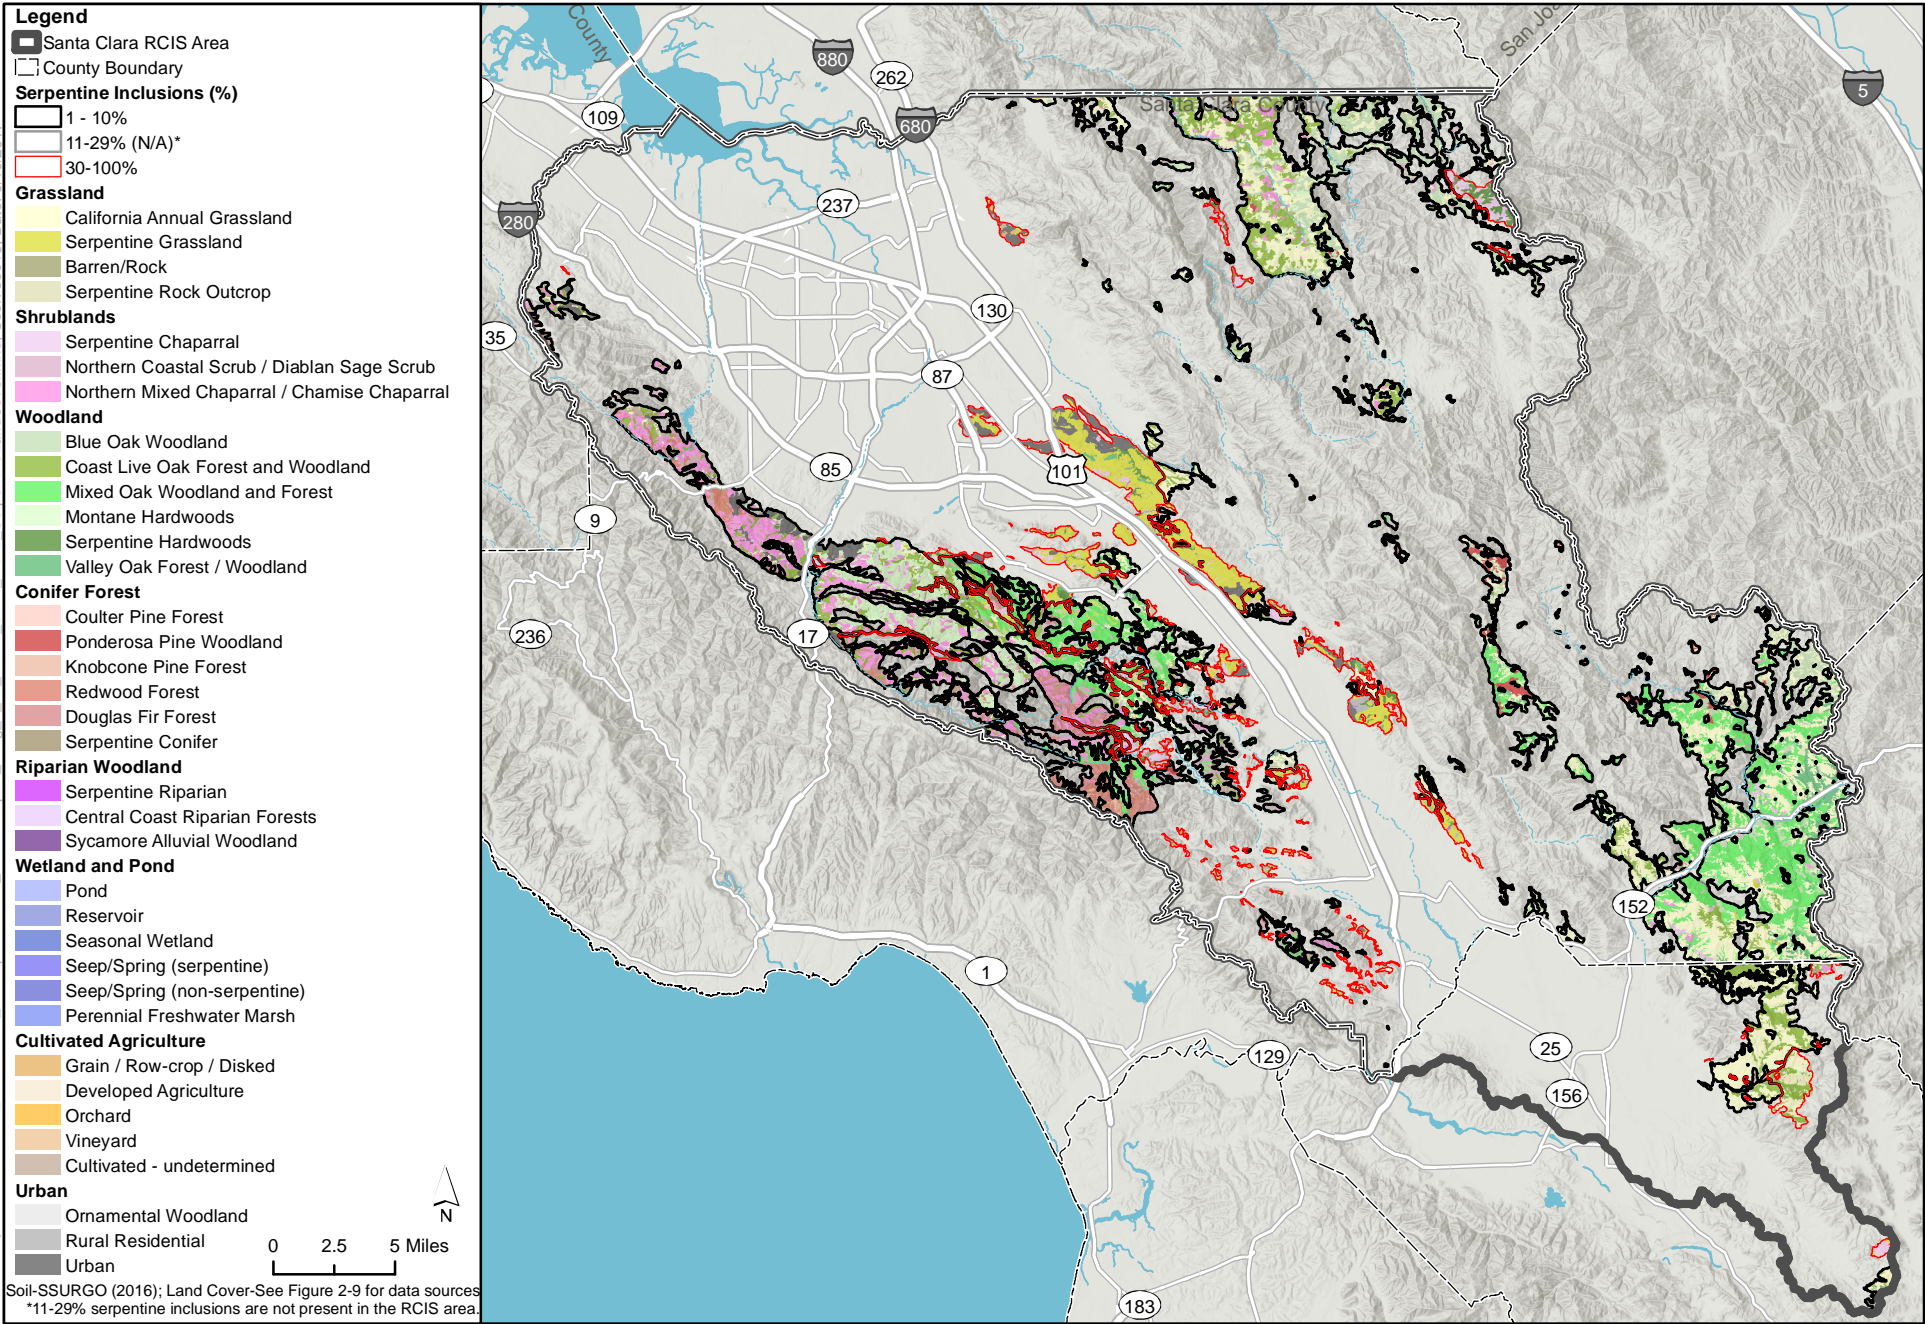 Legend
Santa Clara RCIS Area
County Boundary
Serpentine Inclusions (%)
1 - 10%
11-29% (N/A)*
30-100%
Grassland
California Annual Grassland
Serpentine Grassland
Barren/Rock
Serpentine Rock Outcrop
Shrublands
Serpentine Chaparral
Northern Coastal Scrub / Diablan Sage Scrub
Northern Mixed Chaparral / Chamise Chaparral
Woodland
Blue Oak Woodland
Coast Live Oak Forest and Woodland
Mixed Oak Woodland and Forest
Montane Hardwoods
Serpentine Hardwoods
Valley Oak Forest / Woodland
Conifer Forest
Coulter Pine Forest
Ponderosa Pine Woodland
Knobcone Pine Forest
Redwood Forest
Douglas Fir Forest
Serpentine Conifer
Riparian Woodland
Serpentine Riparian
Central Coast Riparian Forests
Sycamore Alluvial Woodland
Wetland and Pond
Pond
Reservoir
Seasonal Wetland
Seep/Spring (serpentine)
Seep/Spring (non-serpentine)
Perennial Freshwater Marsh
Cultivated Agriculture
Grain / Row-crop / Disked
Developed Agriculture
Orchard
Vineyard
Cultivated - undetermined
Urban
Ornamental Woodland
Rural Residential
Urban
N
0 2.5 5 Miles
Soil-SSURGO (2016); Land Cover-See Figure 2-9 for data sources
*11-29% serpentine inclusions are not present in the RCIS area.
County
San Joa
880
262
5
109
680
Santa Clara County
237
280
130
35
87
85
101
9
236
17
152
1
25
129
156
183